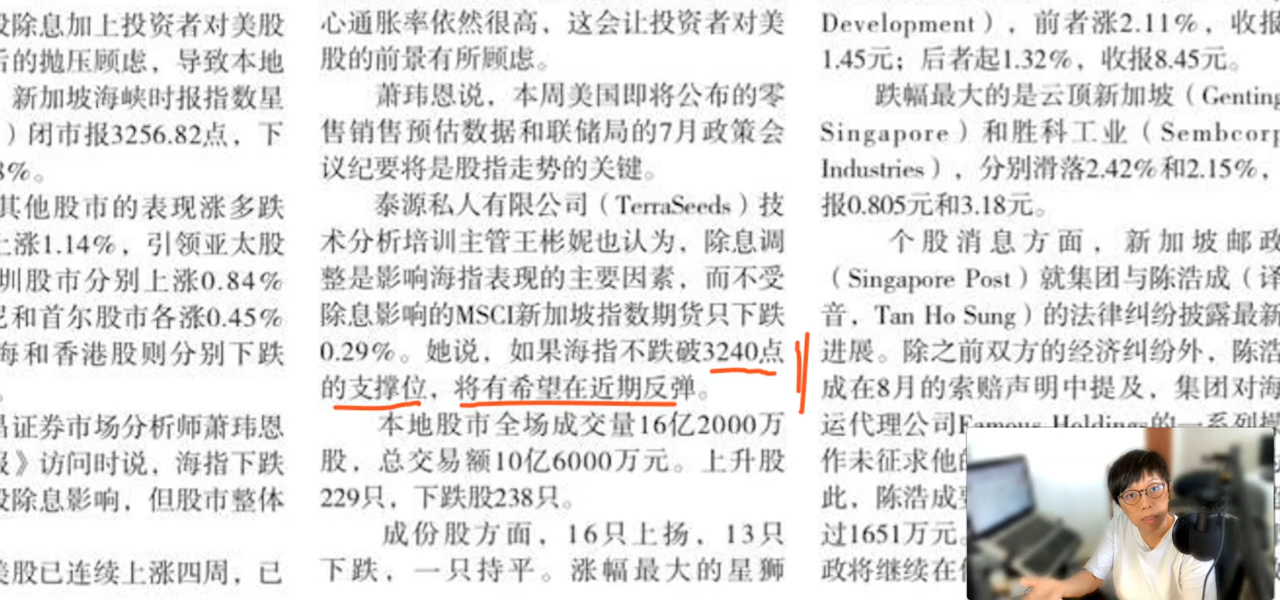 没除息加上投资者对美股
后的抛压顾虑，导致本地
新加坡海峡时报指数星
）闭市报3256.82点，下
8%。
其他股市的表现涨多跌
上涨1.14%，引领亚太股
圳股市分别上涨0.84%
和首尔股市各涨0.45%
海和香港股则分别下跌
证券市场分析师萧玮恩
》访问时说，海指下跌
没除息影响，但股市整体
美股已连续上涨四周，已
心通胀率依然很高，这会让投资者对美
股的前景有所顾虑。
萧玮恩说，本周美国即将公布的零
售销售预估数据和联储局的7月政策会
议纪要将是股指走势的关键。
泰源私人有限公司（TerraSeeds）技
术分析培训主管王彬妮也认为，除息调
整是影响海指表现的主要因素，而不受
除息影响的MSCI新加坡指数期货只下跌
0.29%。她说，如果海指不跌破3240点
的支撑位，将有希望在近期反弹。
本地股市全场成交量16亿2000万
股，总交易额10亿6000万元。上升股
229只，下跌股238只。
成份股方面，16只上扬，13只
下跌，一只持平。涨幅最大的星狮
Development），前者涨2.11%，收报
1.45元；后者起1.32%，收报8.45元。
跌幅最大的是云顶新加坡（Genting
Singapore）和胜科工业（Sembcorp
Industries），分别滑落2.42%和2.15%，
报0.805元和3.18元。
个股消息方面，新加坡邮政
（Singapore Post）就集团与陈浩成（译
音，Tan Ho Sung）的法律纠纷披露最新
进展。除之前双方的经济纠纷外，陈浩
成在8月的索赔声明中提及，集团对海
运代理公司Famous Holdings的一系列
作未征求他
此，陈浩成
过1651万元
政将继续在